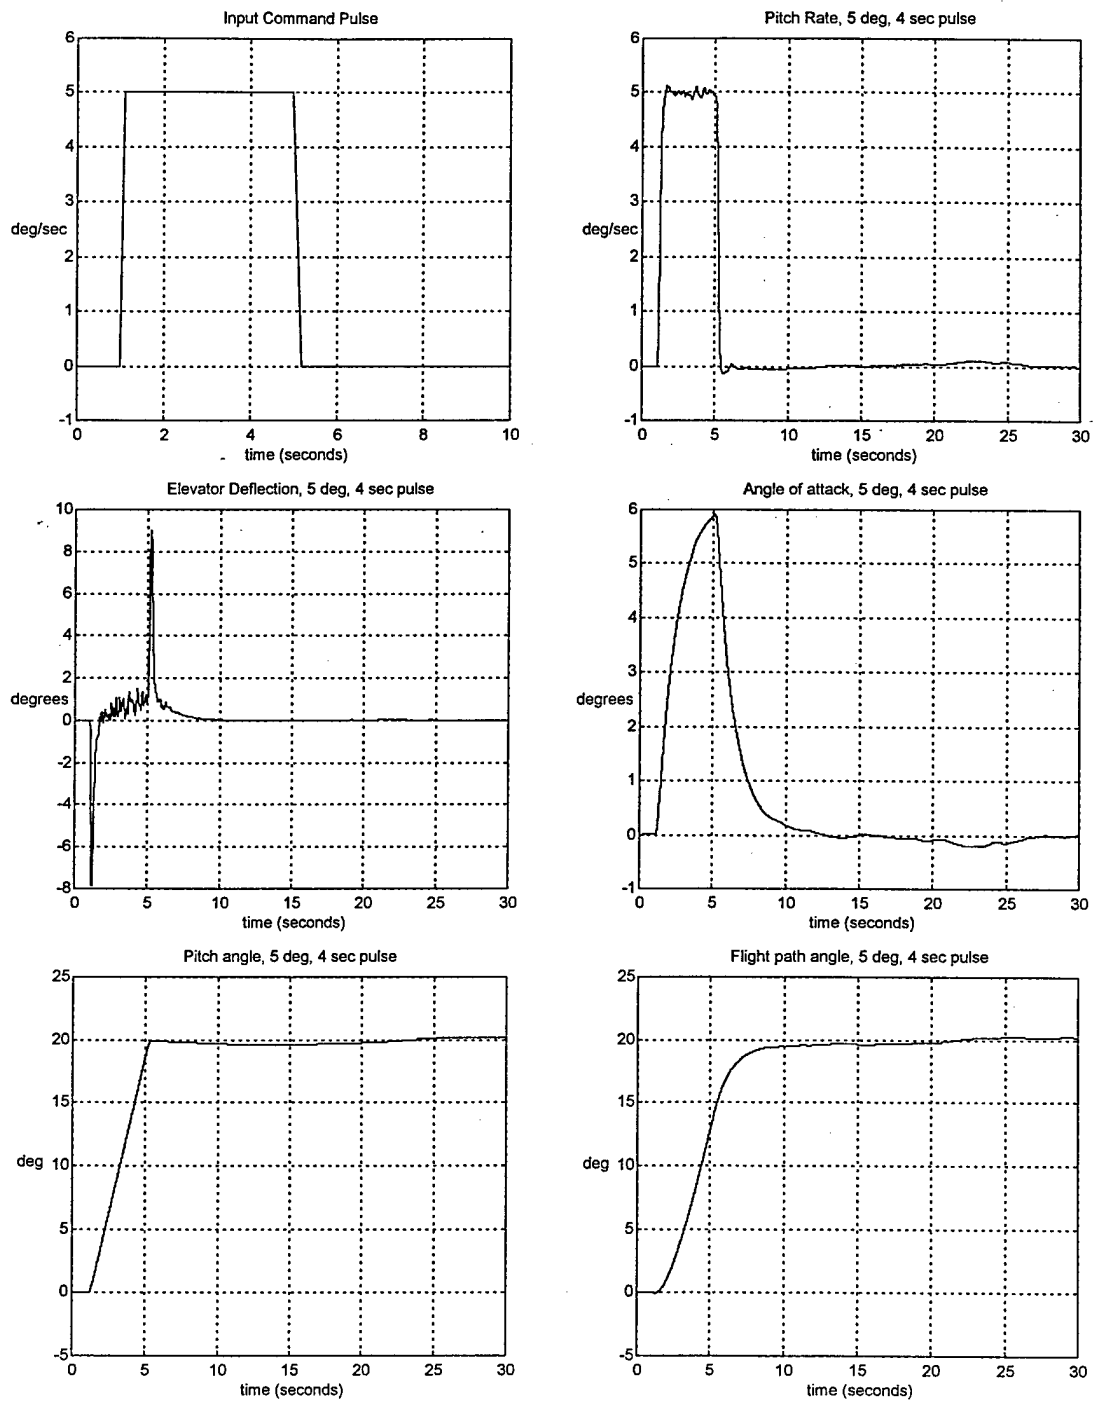 Input Command Pulse
6
5
4
3
deg/sec
2
1
0
-1
0 2 4 6 8 10
time (seconds)
Pitch Rate, 5 deg, 4 sec pulse
6
5
4
3
deg/sec
2
1
0
-1
0 5 10 15 20 25 30
time (seconds)
Elevator Deflection, 5 deg, 4 sec pulse
10
8
6
4
2
degrees
0
-2
-4
-6
-8
0 5 10 15 20 25 30
time (seconds)
Angle of attack, 5 deg, 4 sec pulse
6
5
4
3
degrees
2
1
0
-1
0 5 10 15 20 25 30
time (seconds)
Pitch angle, 5 deg, 4 sec pulse
25
20
15
deg 10
5
0
-5
0 5 10 15 20 25 30
time (seconds)
Flight path angle, 5 deg, 4 sec pulse
25
20
15
deg 10
5
0
-5
0 5 10 15 20 25 30
time (seconds)